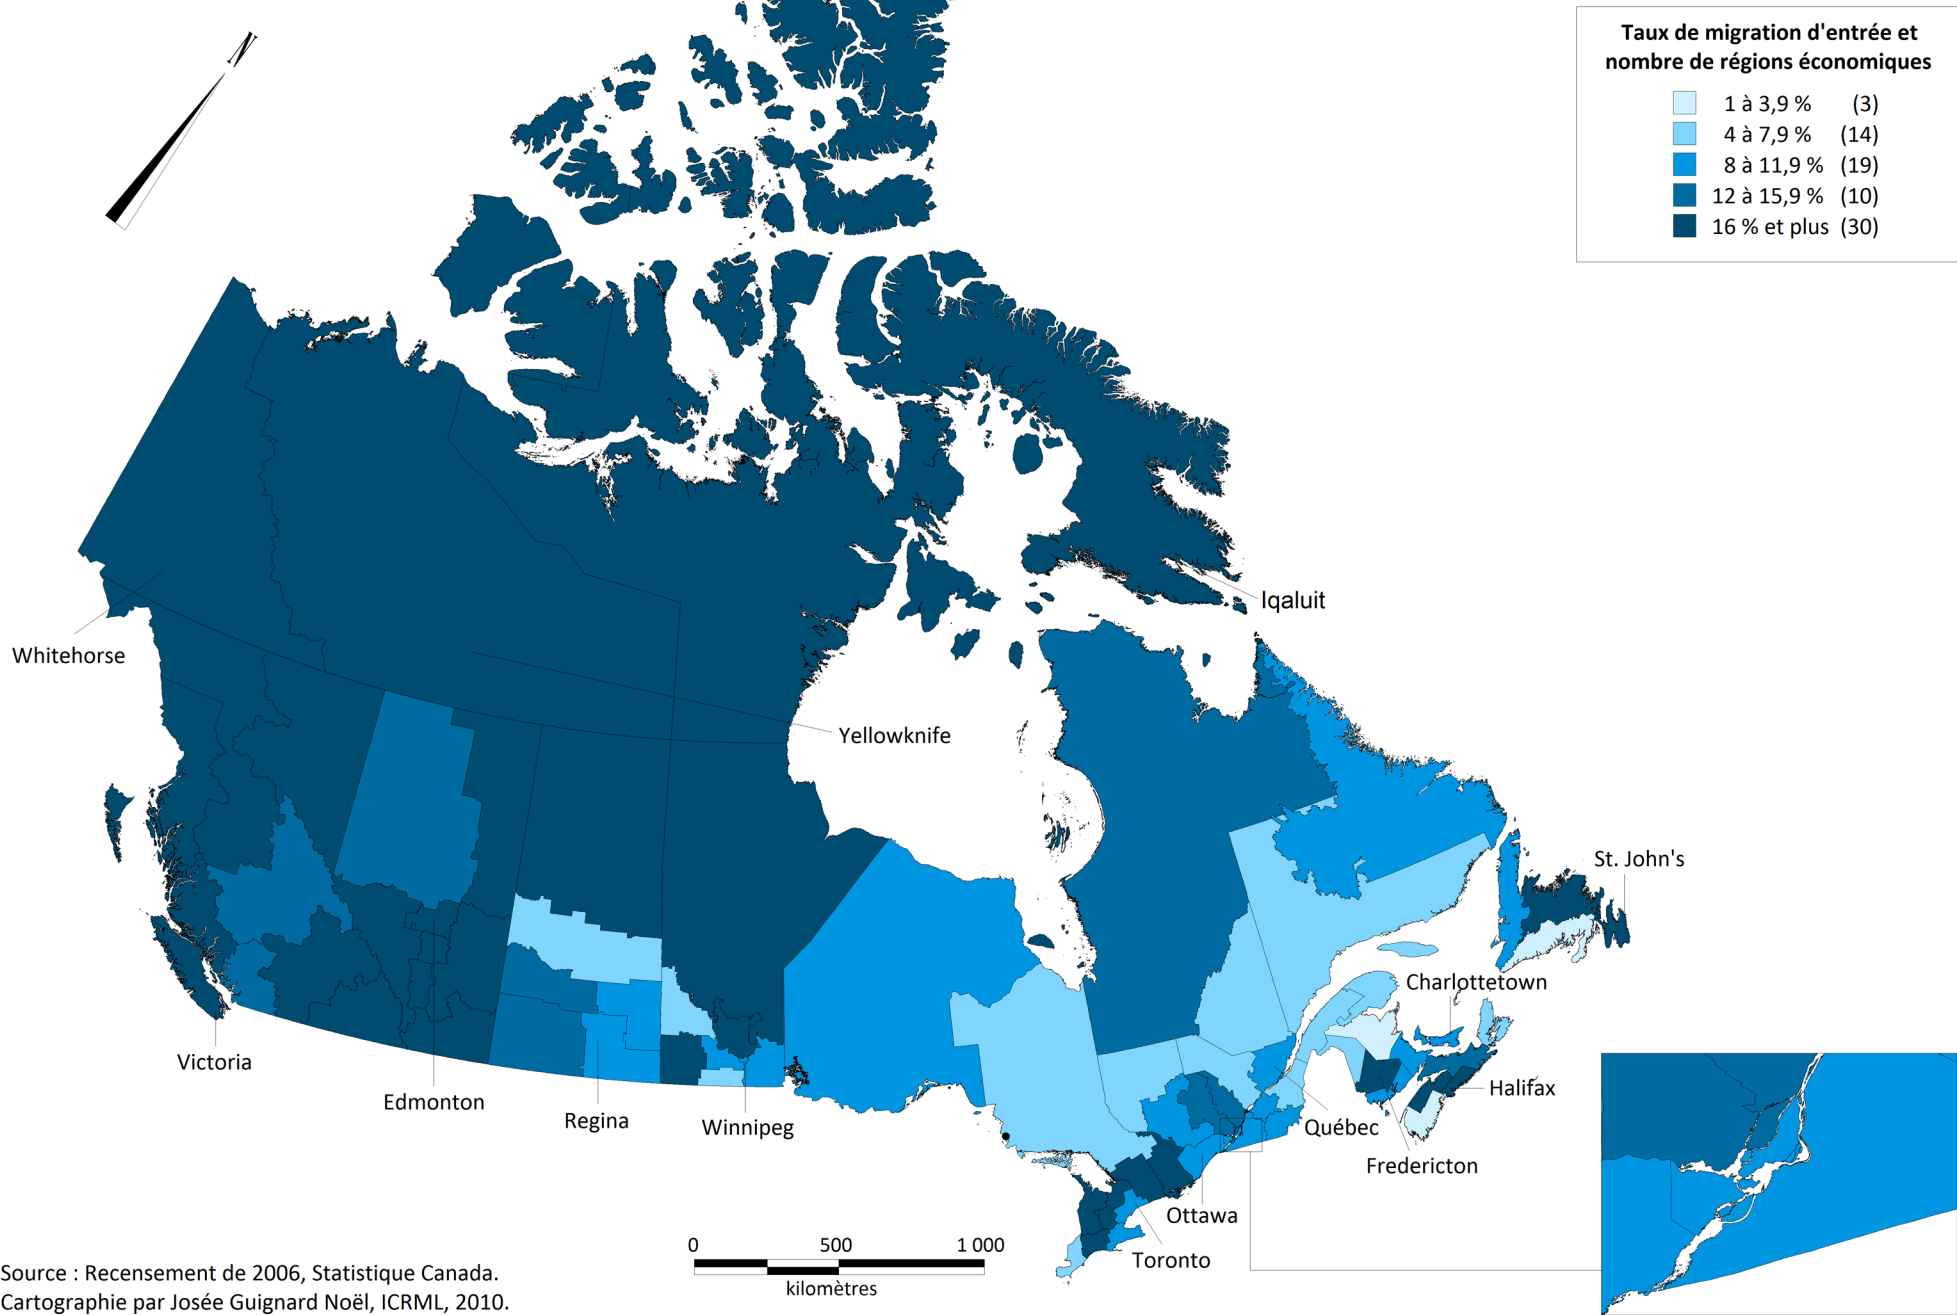 Taux de migration d'entrée et
nombre de régions économiques
1 à 3,9 % (3)
4 à 7,9 % (14)
8 à 11,9 % (19)
12 à 15,9 % (10)
16 % et plus (30)
Iqaluit
Whitehorse
Yellowknife
St. John's
Charlottetown
Victoria
Edmonton
Halifax
Regina
Winnipeg
Québec
Fredericton
Ottawa
Toronto
0 500 1 000
kilomètres
Source : Recensement de 2006, Statistique Canada.
Cartographie par Josée Guignard Noël, ICRML, 2010.